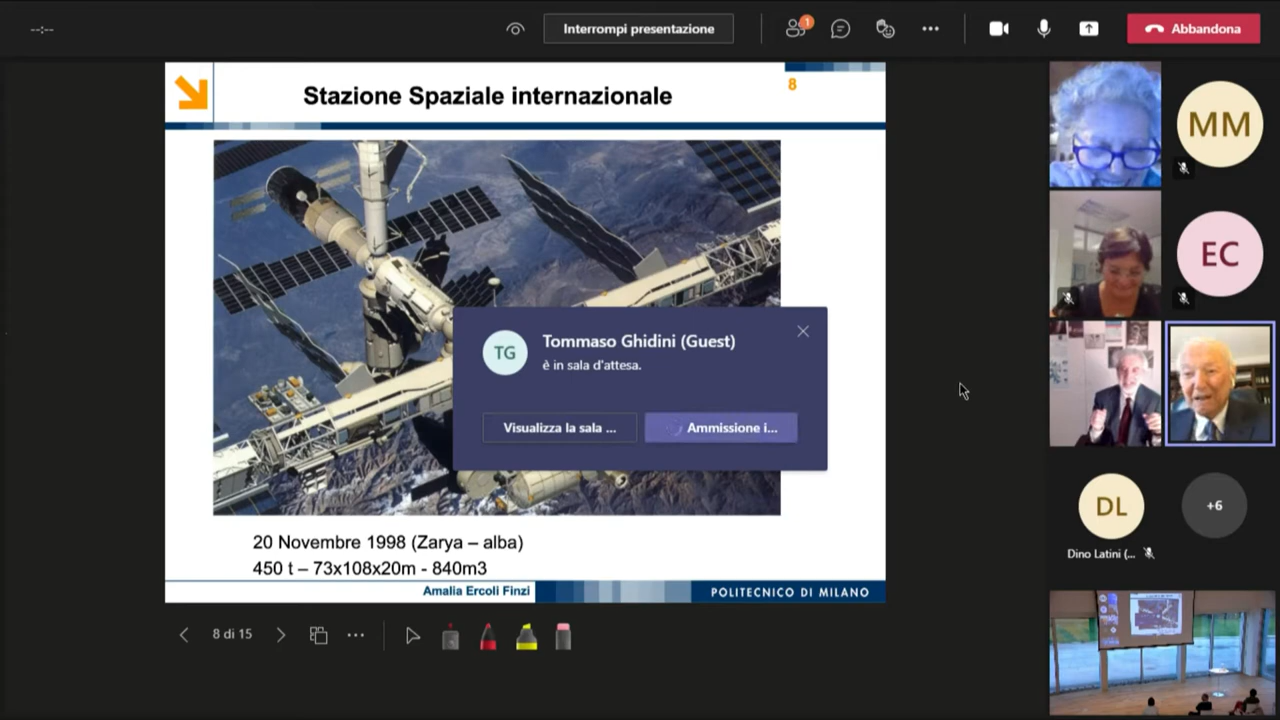 --:--
Interrompi presentazione
1
Abbandona
Stazione Spaziale internazionale
8
MM
EC
TG
Tommaso Ghidini (Guest)
è in sala d'attesa.
Visualizza la sala ...
Ammissione i...
20 Novembre 1998 (Zarya – alba)
450 t – 73x108x20m - 840m3
Amalia Ercoli Finzi
POLITECNICO DI MILANO
DL
+6
Dino Latini (...
8 di 15